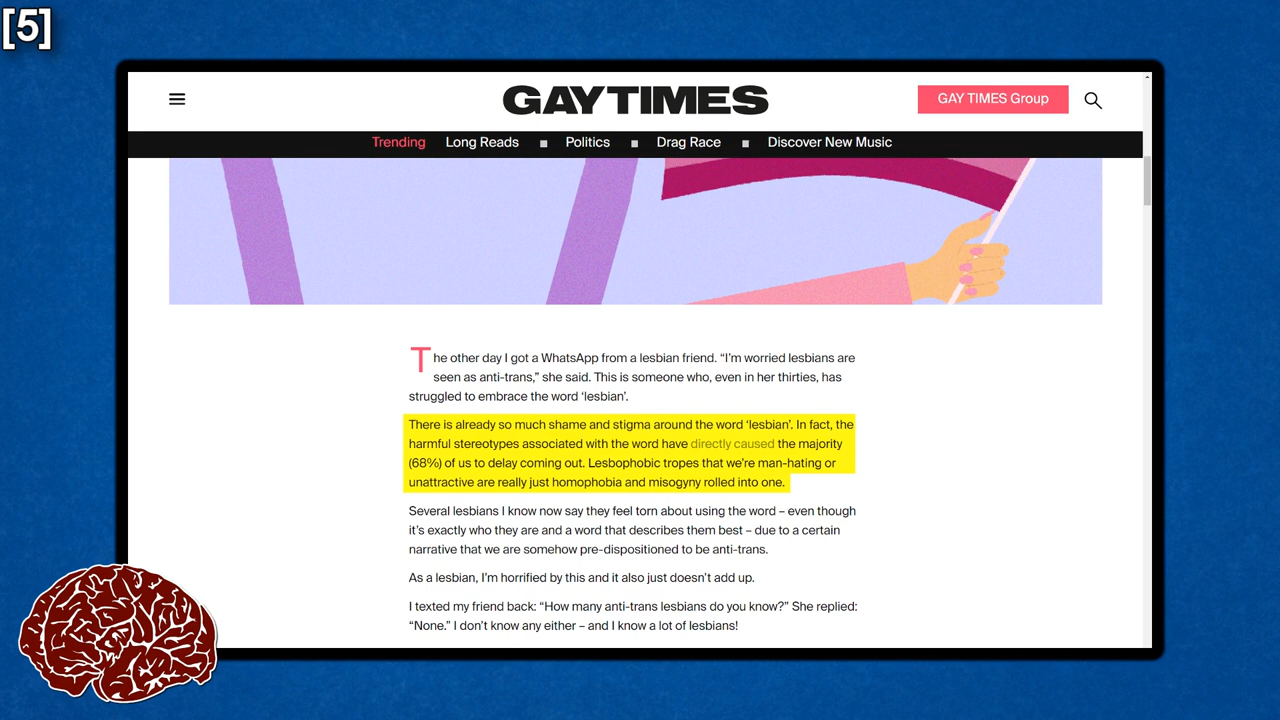 [5]
GAY TIMES
GAY TIMES Group
Trending Long Reads Politics Drag Race Discover New Music
The other day I got a WhatsApp from a lesbian friend. “I’m worried lesbians are
seen as anti-trans,” she said. This is someone who, even in her thirties, has
struggled to embrace the word ‘lesbian’.
There is already so much shame and stigma around the word ‘lesbian’. In fact, the
harmful stereotypes associated with the word have directly caused the majority
(68%) of us to delay coming out. Lesbophobic tropes that we’re man-hating or
unattractive are really just homophobia and misogyny rolled into one.
Several lesbians I know now say they feel torn about using the word – even though
it’s exactly who they are and a word that describes them best – due to a certain
narrative that we are somehow pre-dispositioned to be anti-trans.
As a lesbian, I’m horrified by this and it also just doesn’t add up.
I texted my friend back: “How many anti-trans lesbians do you know?” She replied:
“None.” I don’t know any either – and I know a lot of lesbians!